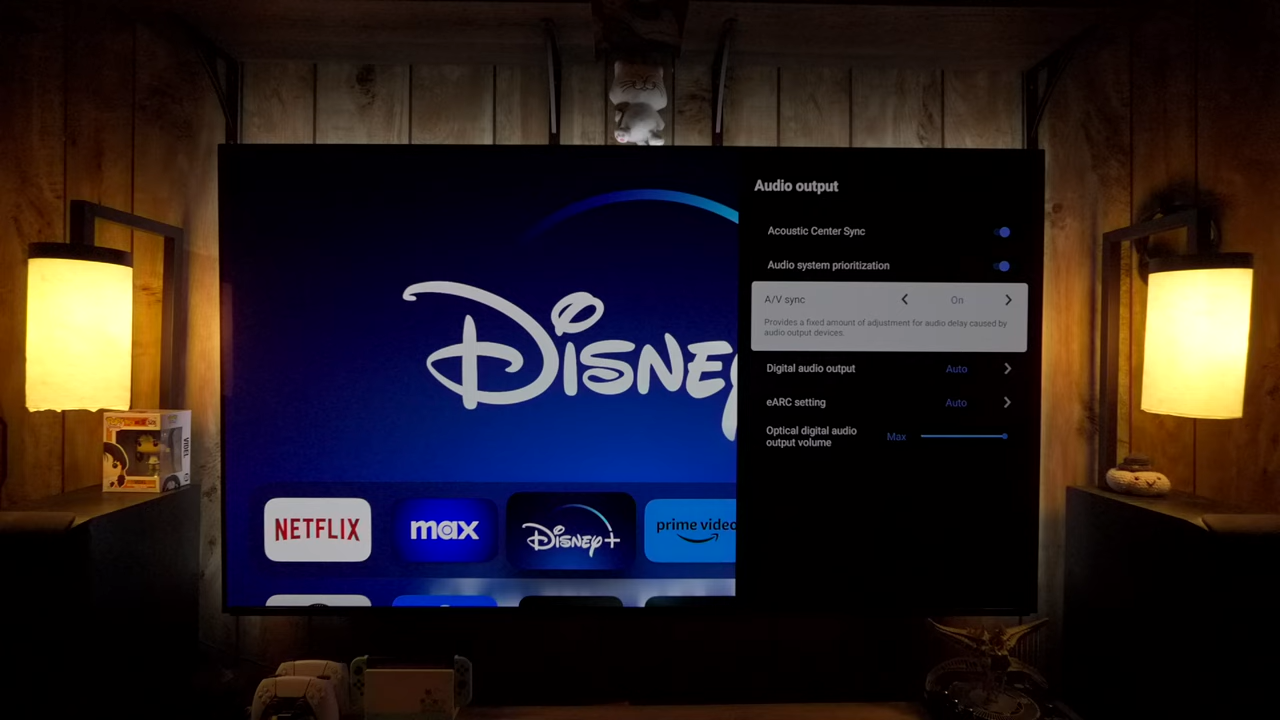 DISNEY
NETFLIX
max
DISNEY+
prime video
Audio output
Acoustic Center Sync
Audio system prioritization
A/V sync
On
Provides a fixed amount of adjustment for audio delay caused by
audio output devices.
Digital audio output
Auto
eARC setting
Auto
Optical digital audio
output volume
Max
VIDEL